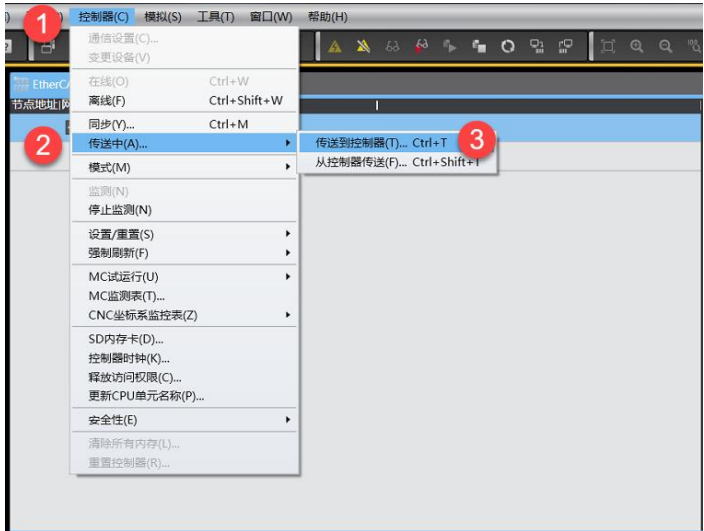 1
控制器(C) 模拟(S) 工具(T) 窗口(W) 帮助(H)
通信设置(C)...
变更设备(V)
EtherC
在线(O) Ctrl+W
节点地址|网
离线(F) Ctrl+Shift+W
同步(Y)... Ctrl+M
2
传送中(A)...
传送到控制器(T)... Ctrl+T
3
从控制器传送(F)... Ctrl+Shift+T
模式(M)
监测(N)
停止监测(N)
设置/重置(S)
强制刷新(F)
MC试运行(U)
MC监测表(T)...
CNC坐标系监控表(Z)
SD内存卡(D)...
控制器时钟(K)...
释放访问权限(C)...
更新CPU单元名称(P)...
安全性(E)
清除所有内存(L)...
重置控制器(R)...